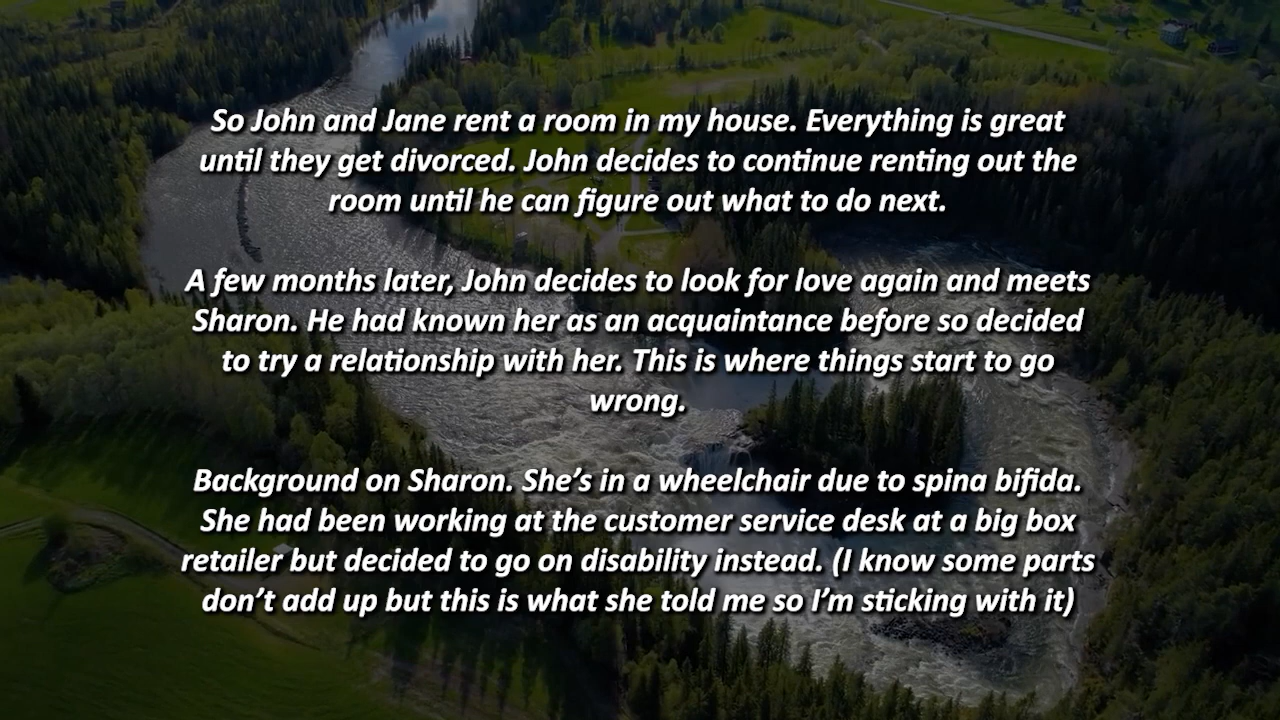 So John and Jane rent a room in my house. Everything is great
until they get divorced. John decides to continue renting out the
room until he can figure out what to do next.
A few months later, John decides to look for love again and meets
Sharon. He had known her as an acquaintance before so decided
to try a relationship with her. This is where things start to go
wrong.
Background on Sharon. She’s in a wheelchair due to spina bifida.
She had been working at the customer service desk at a big box
retailer but decided to go on disability instead. (I know some parts
don’t add up but this is what she told me so I’m sticking with it)